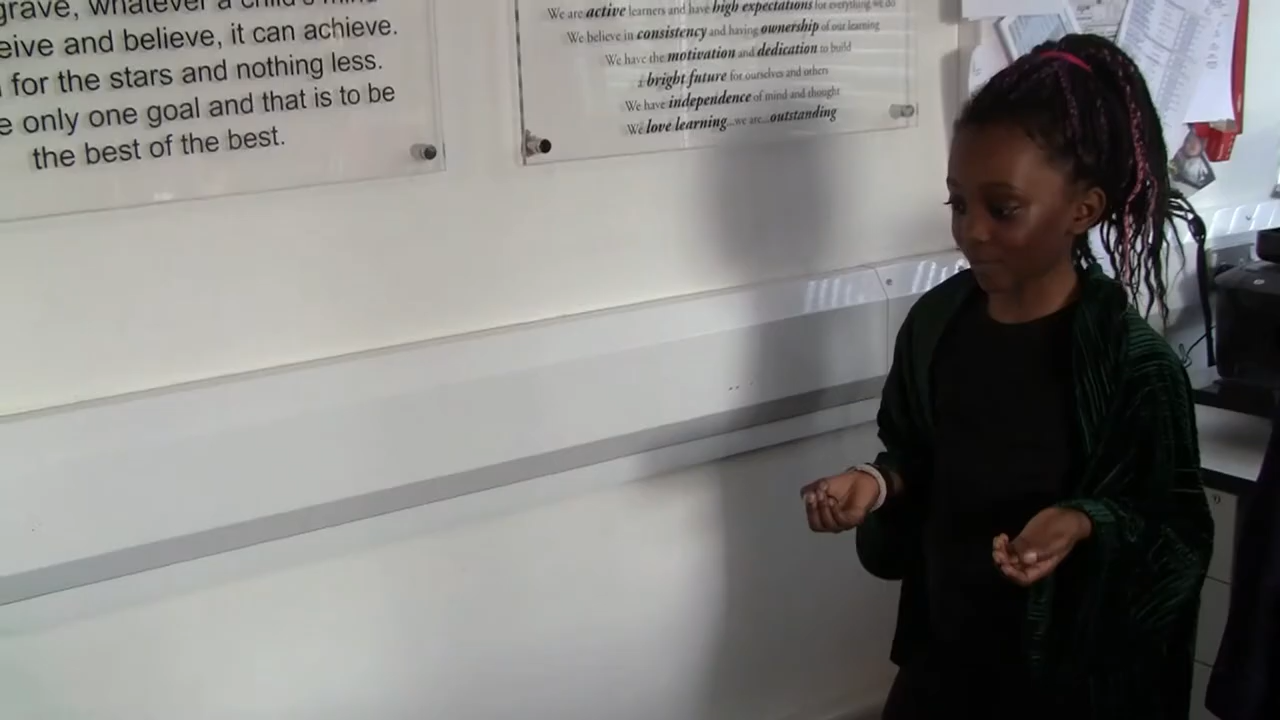 grave, whatever a child's mind
eive and believe, it can achieve.
for the stars and nothing less.
e only one goal and that is to be
the best of the best.
We are active learners and have high expectations for everything we do
We believe in consistency and having ownership of our learning
We have the motivation and dedication to build
a bright future for ourselves and others
We have independence of mind and thought
We love learning...we are...outstanding